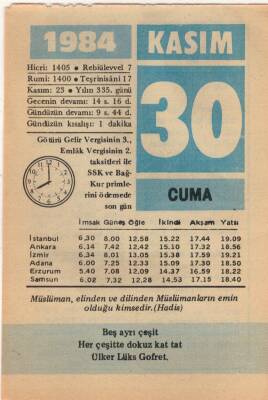 1984
KASIM
Hicri: 1405 • Rebiülevvel 7
Rumi: 1400 • Teşrinisâni 17
Kasım: 23 • Yılın 335. günü
Gecenin devamı: 14 s. 16 d.
Gündüzün devamı: 9 s. 44 d.
Gündüzün kısalışı: 1 dakika
30
Götürü Gelir Vergisinin 3.,
Emlâk Vergisinin 2.
taksitleri ile
SSK ve Bağ-
Kur primle-
rini ödemede
son gün
CUMA
İmsak Güneş Öğle İkindi Akşam Yatsı
İstanbul 6,30 8.00 12,58 15.22 17.44 19.09
Ankara 6.14 7.42 12,42 15.10 17.32 18.56
İzmir 6.34 8.01 13.05 15.38 17.59 19.21
Adana 6.00 7.25 12.33 15.09 17.30 18.50
Erzurum 5.40 7.08 12.09 14.37 16.59 18.22
Samsun 6.02 7.32 12.28 14.53 17.15 18.40
Müslüman, elinden ve dilinden Müslümanların emin
olduğu kimsedir. (Hadis)
Beş ayrı çeşit
Her çeşitte dokuz kat tat
Ülker Lüks Gofret.